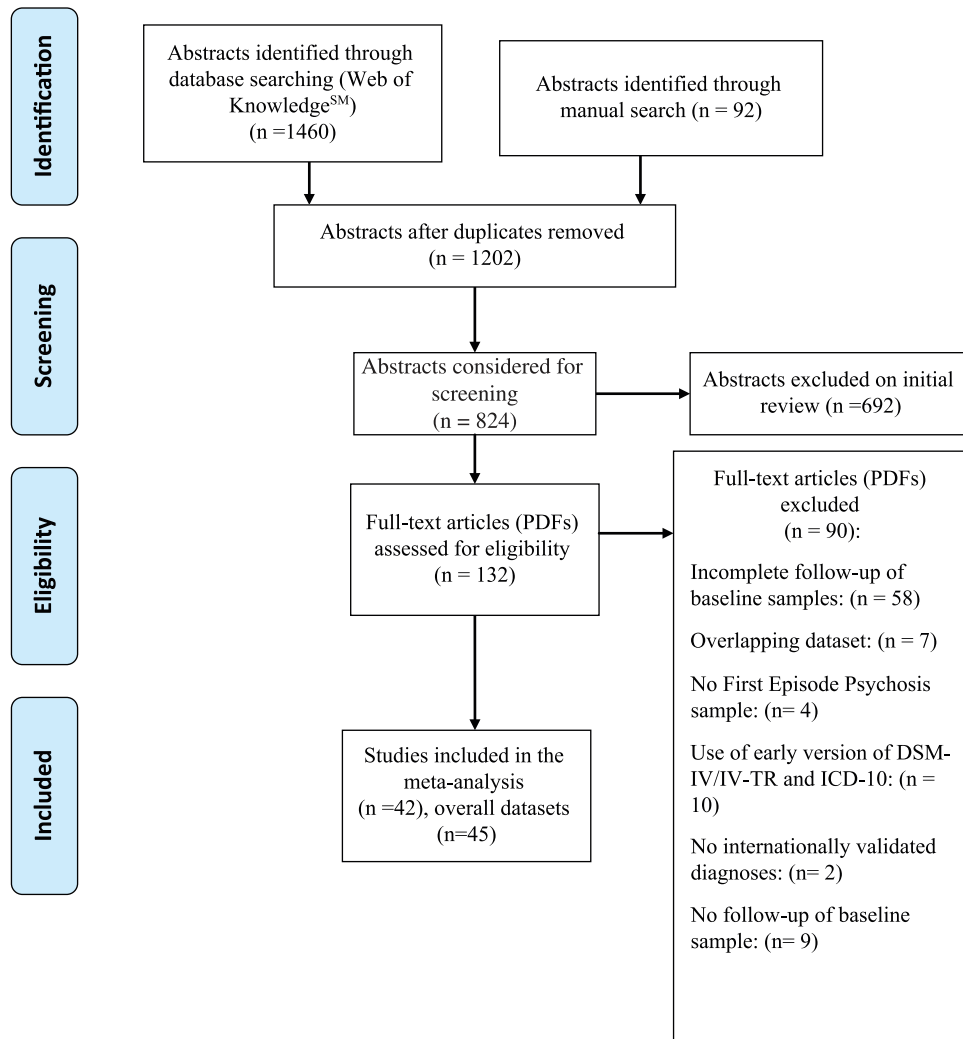 Identification
Abstracts identified through
database searching (Web of
Knowledge^SM)
(n =1460)
Abstracts identified through
manual search (n = 92)
Abstracts after duplicates removed
(n = 1202)
Screening
Abstracts considered for
screening
(n = 824)
Abstracts excluded on initial
review (n =692)
Eligibility
Full-text articles (PDFs)
assessed for eligibility
(n = 132)
Full-text articles (PDFs)
excluded
(n = 90):
Incomplete follow-up of
baseline samples: (n = 58)
Overlapping dataset: (n = 7)
No First Episode Psychosis
sample: (n= 4)
Use of early version of DSM-
IV/IV-TR and ICD-10: (n =
10)
No internationally validated
diagnoses: (n= 2)
No follow-up of baseline
sample: (n= 9)
Included
Studies included in the
meta-analysis
(n =42), overall datasets
(n=45)